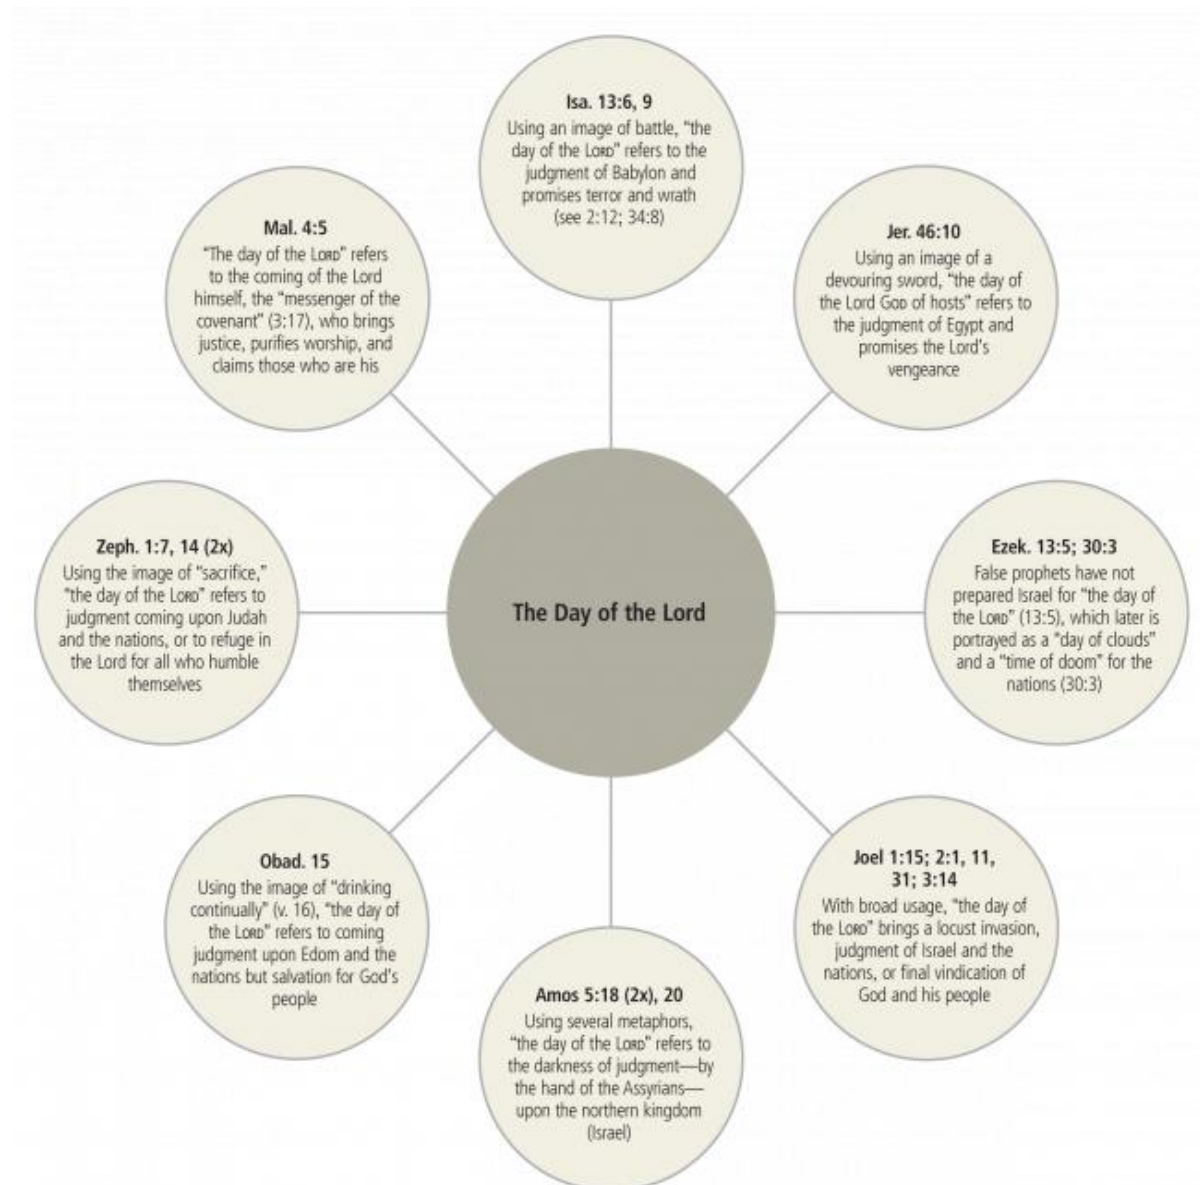 Isa. 13:6, 9
Using an image of battle, “the
day of the LORD” refers to the
judgment of Babylon and
promises terror and wrath
(see 2:12; 34:8)
Jer. 46:10
Using an image of a
devouring sword, “the day of
the Lord GOD of hosts” refers to
the judgment of Egypt and
promises the Lord’s
vengeance
Ezek. 13:5; 30:3
False prophets have not
prepared Israel for “the day of
the LORD” (13:5), which later is
portrayed as a “day of clouds”
and a “time of doom” for the
nations (30:3)
Joel 1:15; 2:1, 11,
31; 3:14
With broad usage, “the day of
the LORD” brings a locust invasion,
judgment of Israel and the
nations, or final vindication of
God and his people
Amos 5:18 (2x), 20
Using several metaphors,
“the day of the LORD” refers to
the darkness of judgment—by
the hand of the Assyrians—
upon the northern kingdom
(Israel)
Obad. 15
Using the image of “drinking
continually” (v. 16), “the day of
the LORD” refers to coming
judgment upon Edom and the
nations but salvation for God’s
people
Zeph. 1:7, 14 (2x)
Using the image of “sacrifice,”
“the day of the LORD” refers to
judgment coming upon Judah
and the nations, or to refuge in
the Lord for all who humble
themselves
Mal. 4:5
“The day of the LORD” refers
to the coming of the Lord
himself, the “messenger of the
covenant” (3:17), who brings
justice, purifies worship, and
claims those who are his
The Day of the Lord